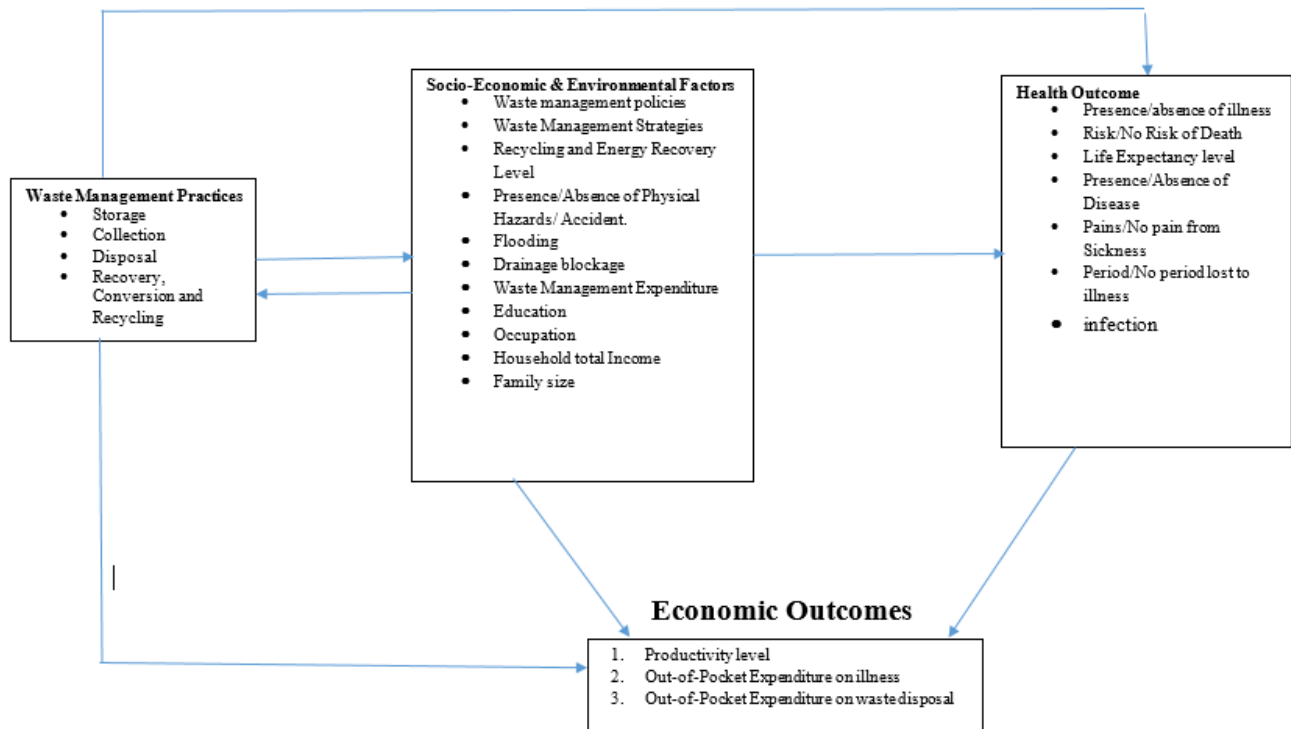 Waste Management Practices
• Storage
• Collection
• Disposal
• Recovery,
Conversion and
Recycling
Socio-Economic & Environmental Factors
• Waste management policies
• Waste Management Strategies
• Recycling and Energy Recovery
Level
• Presence/Absence of Physical
Hazards/ Accident.
• Flooding
• Drainage blockage
• Waste Management Expenditure
• Education
• Occupation
• Household total Income
• Family size
Health Outcome
• Presence/absence of illness
• Risk/No Risk of Death
• Life Expectancy level
• Presence/Absence of
Disease
• Pains/No pain from
Sickness
• Period/No period lost to
illness
• infection
Economic Outcomes
1. Productivity level
2. Out-of-Pocket Expenditure on illness
3. Out-of-Pocket Expenditure on waste disposal